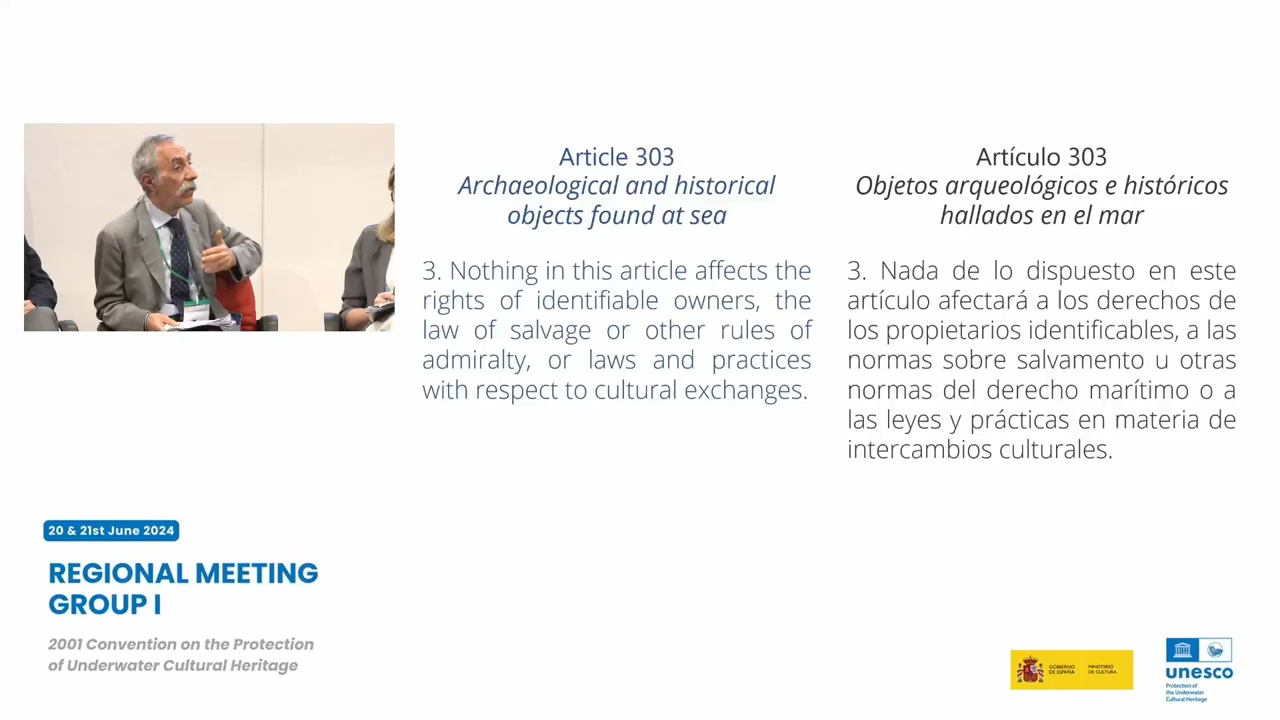 Article 303
Archaeological and historical
objects found at sea
3. Nothing in this article affects the
rights of identifiable owners, the
law of salvage or other rules of
admiralty, or laws and practices
with respect to cultural exchanges.
Artículo 303
Objetos arqueológicos e históricos
hallados en el mar
3. Nada de lo dispuesto en este
artículo afectará a los derechos de
los propietarios identificables, a las
normas sobre salvamento u otras
normas del derecho marítimo o a
las leyes y prácticas en materia de
intercambios culturales.
20 & 21st June 2024
REGIONAL MEETING
GROUP I
2001 Convention on the Protection
of Underwater Cultural Heritage
GOBIERNO
DE ESPAÑA
MINISTERIO
DE CULTURA
unesco
Protection of
the Underwater
Cultural Heritage